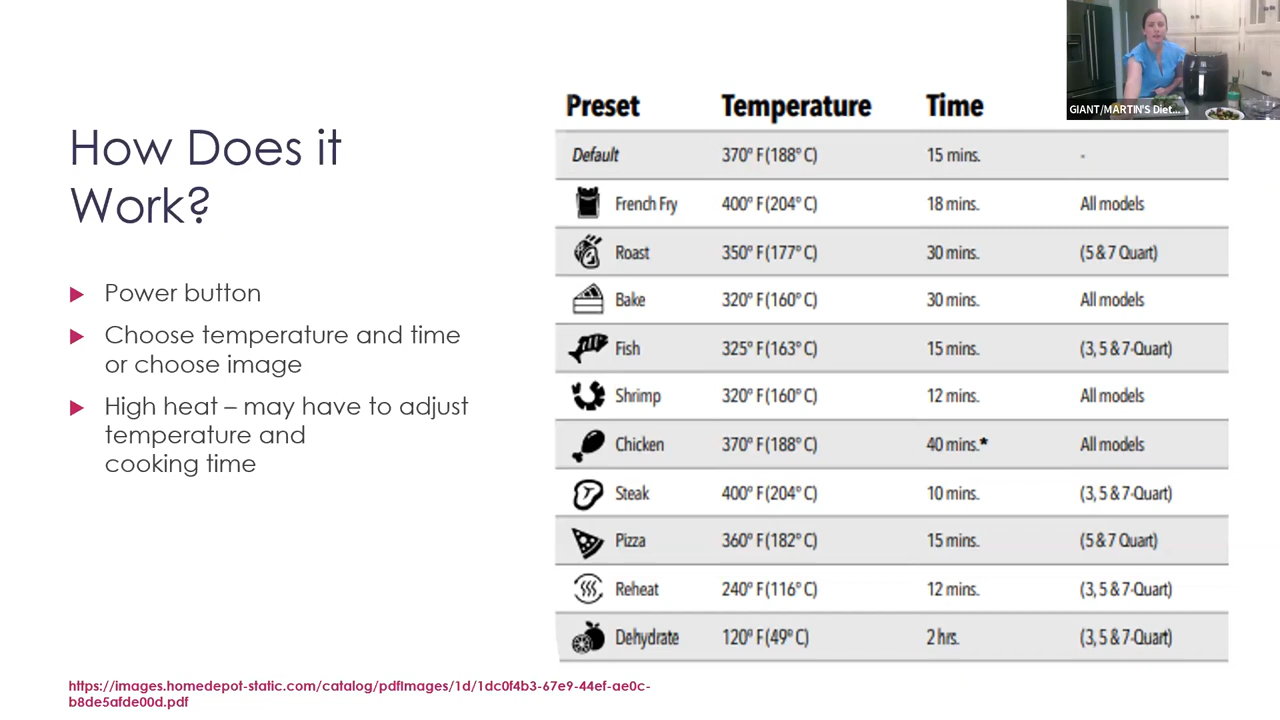 How Does it
Work?
Power button
Choose temperature and time
or choose image
High heat – may have to adjust
temperature and
cooking time
Preset Temperature Time
Default 370° F (188° C) 15 mins. -
French Fry 400° F (204° C) 18 mins. All models
Roast 350° F (177° C) 30 mins. (5 & 7 Quart)
Bake 320° F (160° C) 30 mins. All models
Fish 325° F (163° C) 15 mins. (3, 5 & 7-Quart)
Shrimp 320° F (160° C) 12 mins. All models
Chicken 370° F (188° C) 40 mins.* All models
Steak 400° F (204° C) 10 mins. (3, 5 & 7-Quart)
Pizza 360° F (182° C) 15 mins. (5 & 7 Quart)
Reheat 240° F (116° C) 12 mins. (3, 5 & 7-Quart)
Dehydrate 120° F (49° C) 2 hrs. (3, 5 & 7-Quart)
GIANT/MARTIN'S Diet...
https://images.homedepot-static.com/catalog/pdfImages/1d/1dc0f4b3-67e9-44ef-ae0c-
b8de5afde00d.pdf